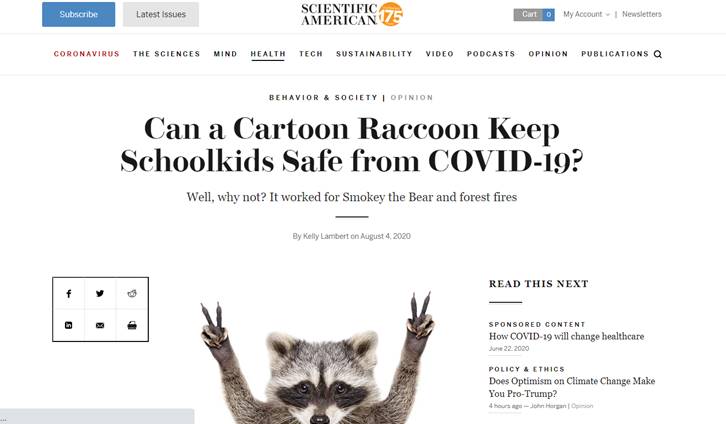 Subscribe
Latest Issues
SCIENTIFIC
AMERICAN 175
Cart 0
My Account
|
Newsletters
CORONAVIRUS THE SCIENCES MIND HEALTH TECH SUSTAINABILITY VIDEO PODCASTS OPINION PUBLICATIONS
BEHAVIOR & SOCIETY | OPINION
Can a Cartoon Raccoon Keep
Schoolkids Safe from COVID-19?
Well, why not? It worked for Smokey the Bear and forest fires
By Kelly Lambert on August 4, 2020
READ THIS NEXT
SPONSORED CONTENT
How COVID-19 will change healthcare
June 22, 2020
POLICY & ETHICS
Does Optimism on Climate Change Make
You Pro-Trump?
4 hours ago — John Horgan | Opinion
...